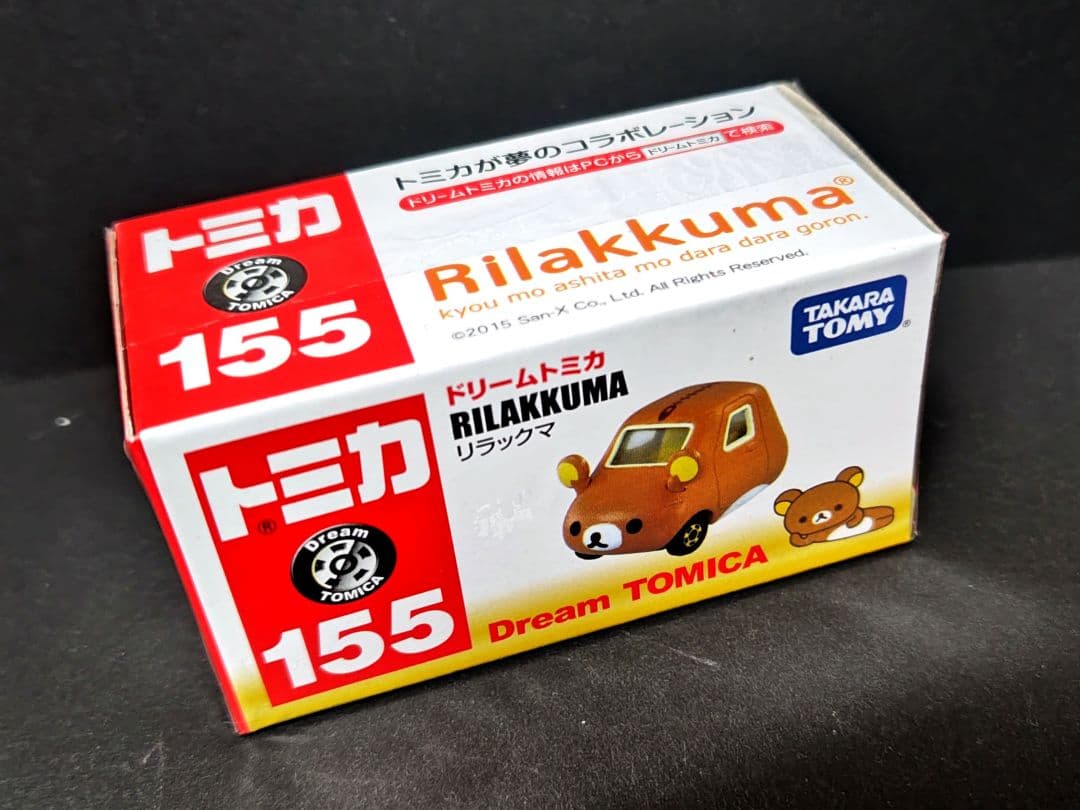 トミカ
Dream
TOMICA
155
トミカが夢のコラボレーション
ドリームトミカの情報はPCから ドリームトミカ で検索
Rilakkuma®
kyou mo ashita mo dara dara goron.
©2015 San-X Co., Ltd. All Rights Reserved.
トミカ®
Dream
TOMICA
155
ドリームトミカ
RILAKKUMA
リラックマ
TAKARA
TOMY®
Dream TOMICA